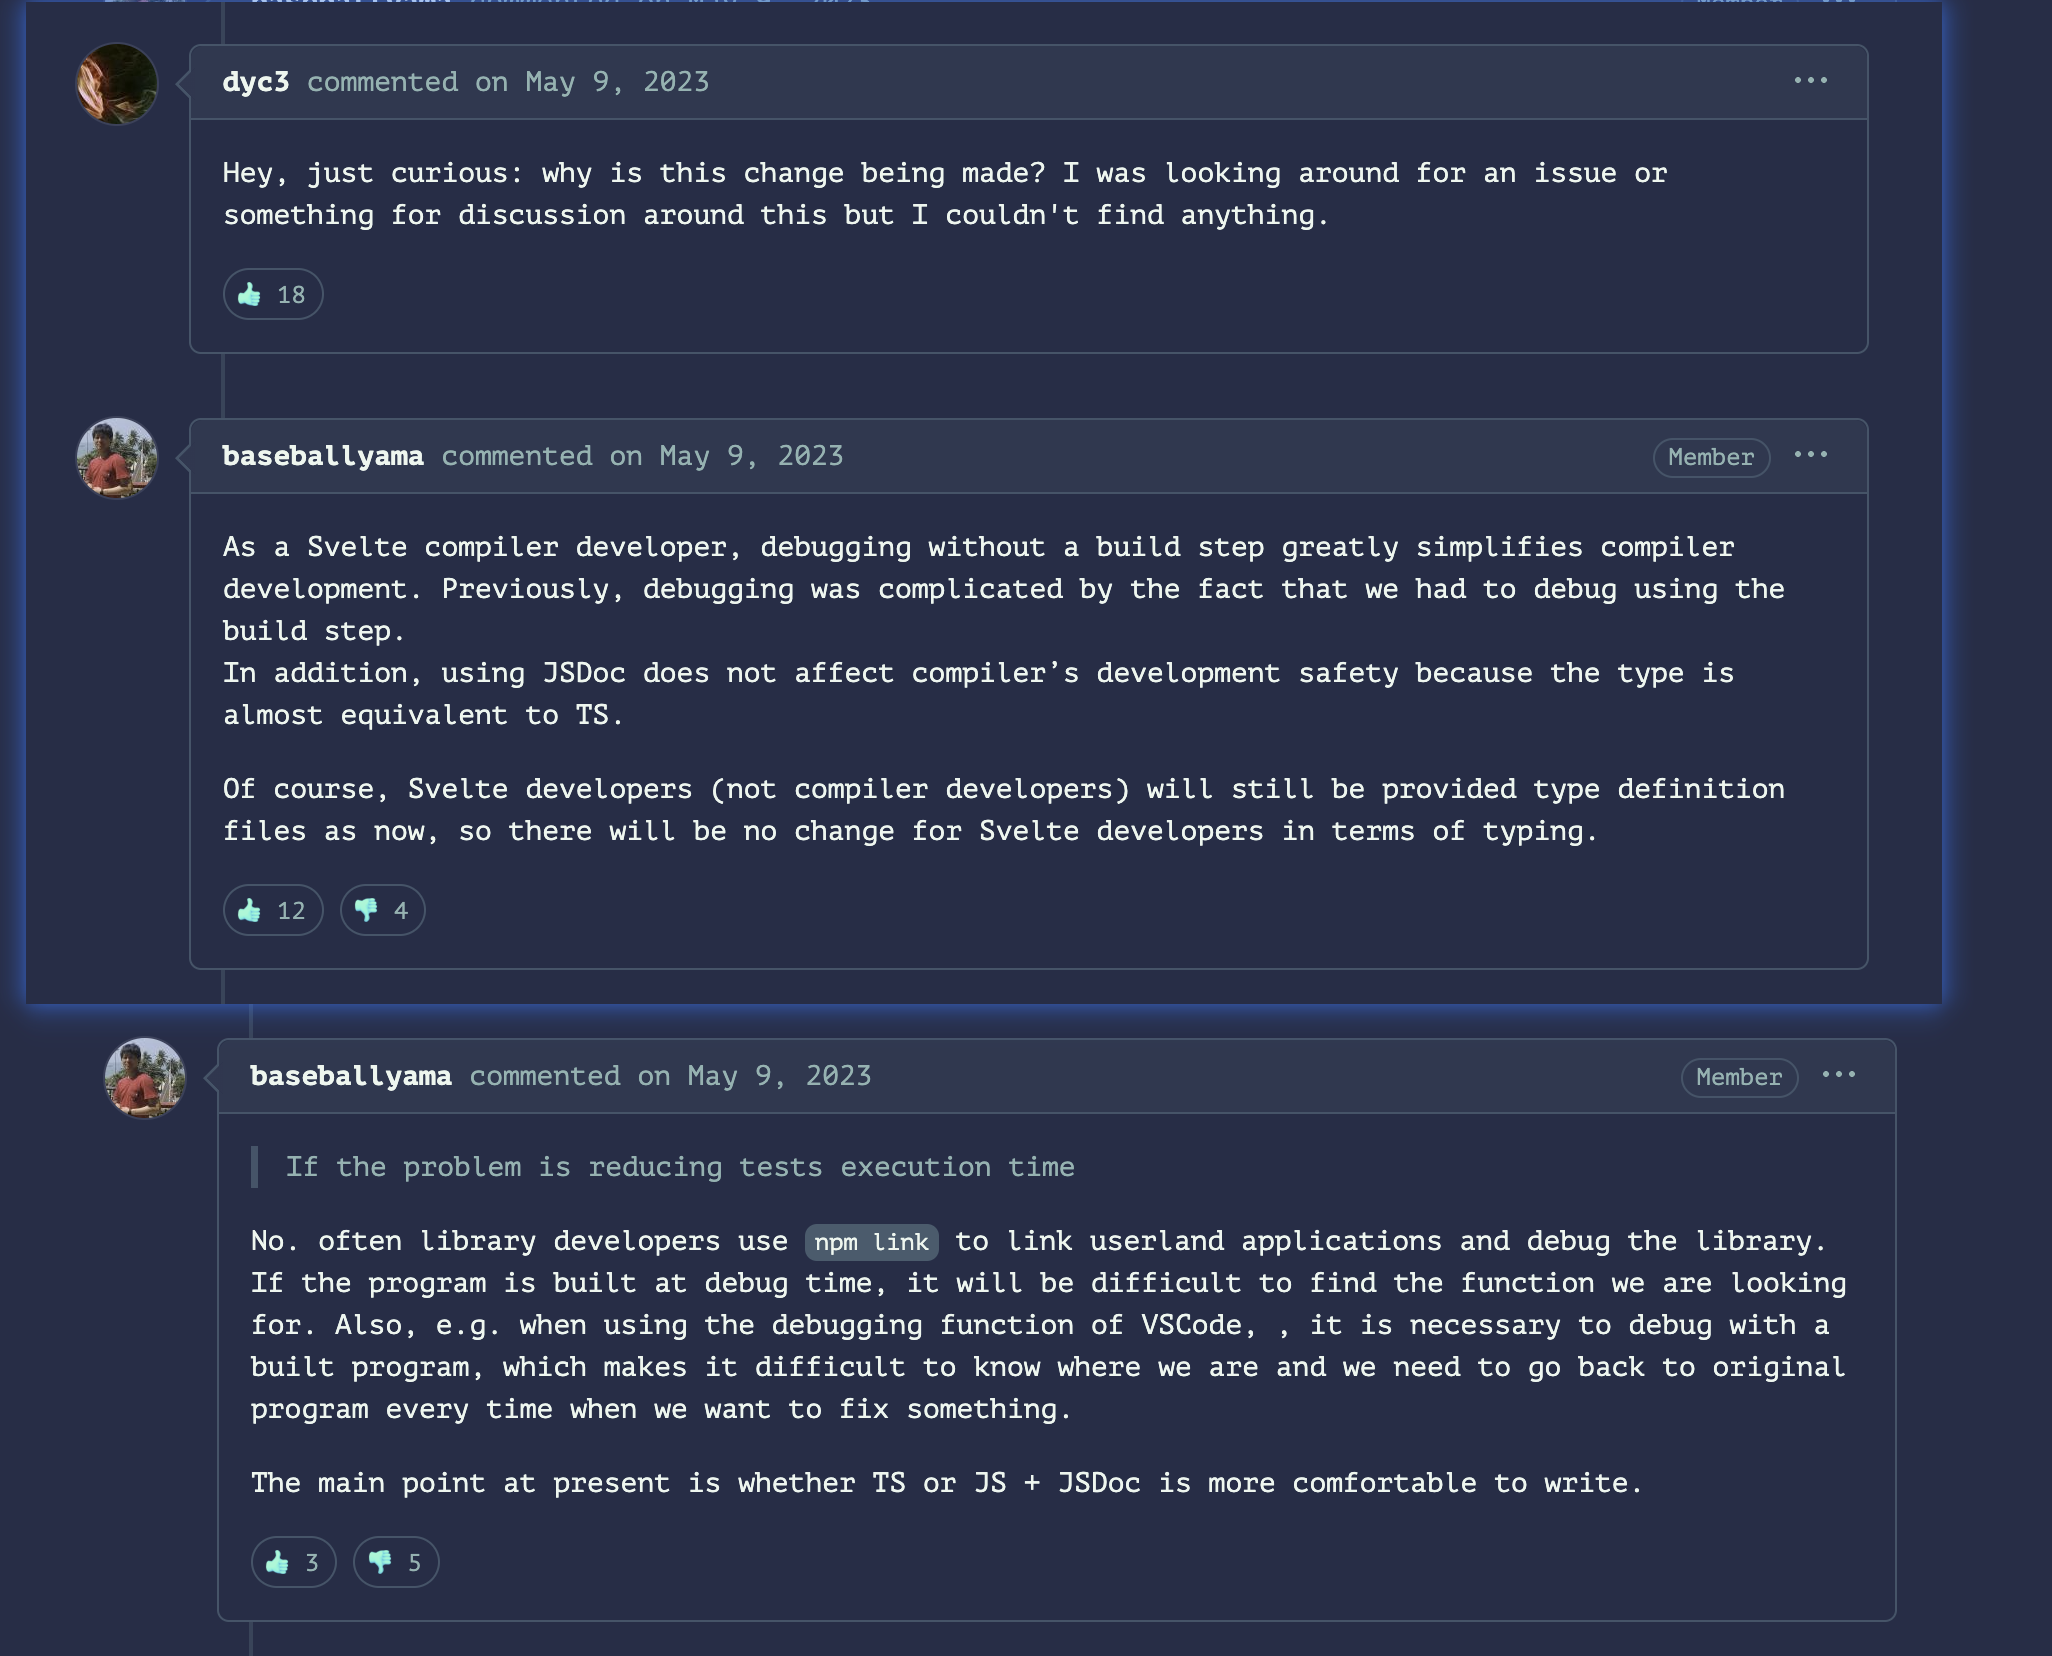 dyc3 commented on May 9, 2023
Hey, just curious: why is this change being made? I was looking around for an issue or
something for discussion around this but I couldn't find anything.
18
baseballyama commented on May 9, 2023 Member
As a Svelte compiler developer, debugging without a build step greatly simplifies compiler
development. Previously, debugging was complicated by the fact that we had to debug using the
build step.
In addition, using JSDoc does not affect compiler’s development safety because the type is
almost equivalent to TS.
Of course, Svelte developers (not compiler developers) will still be provided type definition
files as now, so there will be no change for Svelte developers in terms of typing.
12 4
baseballyama commented on May 9, 2023 Member
If the problem is reducing tests execution time
No. often library developers use npm link to link userland applications and debug the library.
If the program is built at debug time, it will be difficult to find the function we are looking
for. Also, e.g. when using the debugging function of VSCode, , it is necessary to debug with a
built program, which makes it difficult to know where we are and we need to go back to original
program every time when we want to fix something.
The main point at present is whether TS or JS + JSDoc is more comfortable to write.
3 5